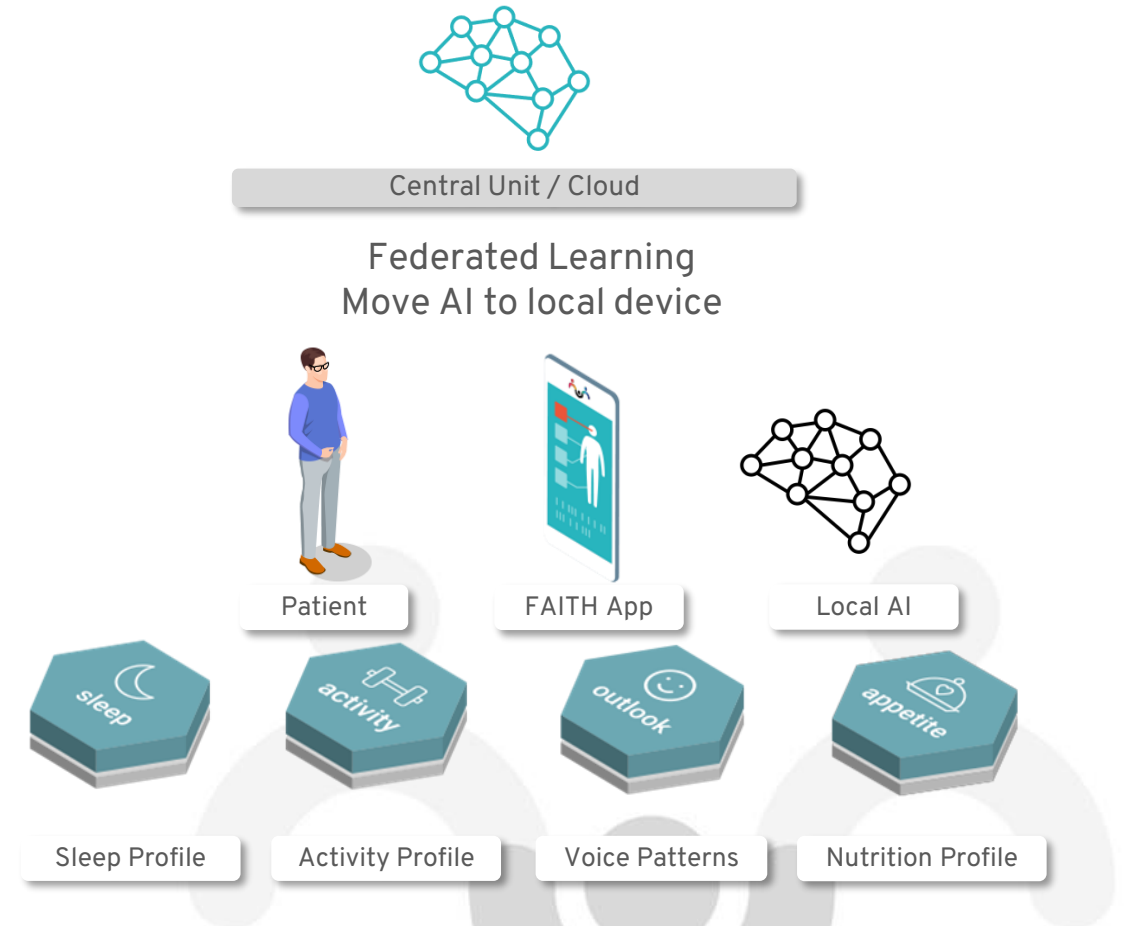 Central Unit / Cloud
Federated Learning
Move AI to local device
Patient
FAITH App
Local AI
sleep
activity
outlook
appetite
Sleep Profile
Activity Profile
Voice Patterns
Nutrition Profile